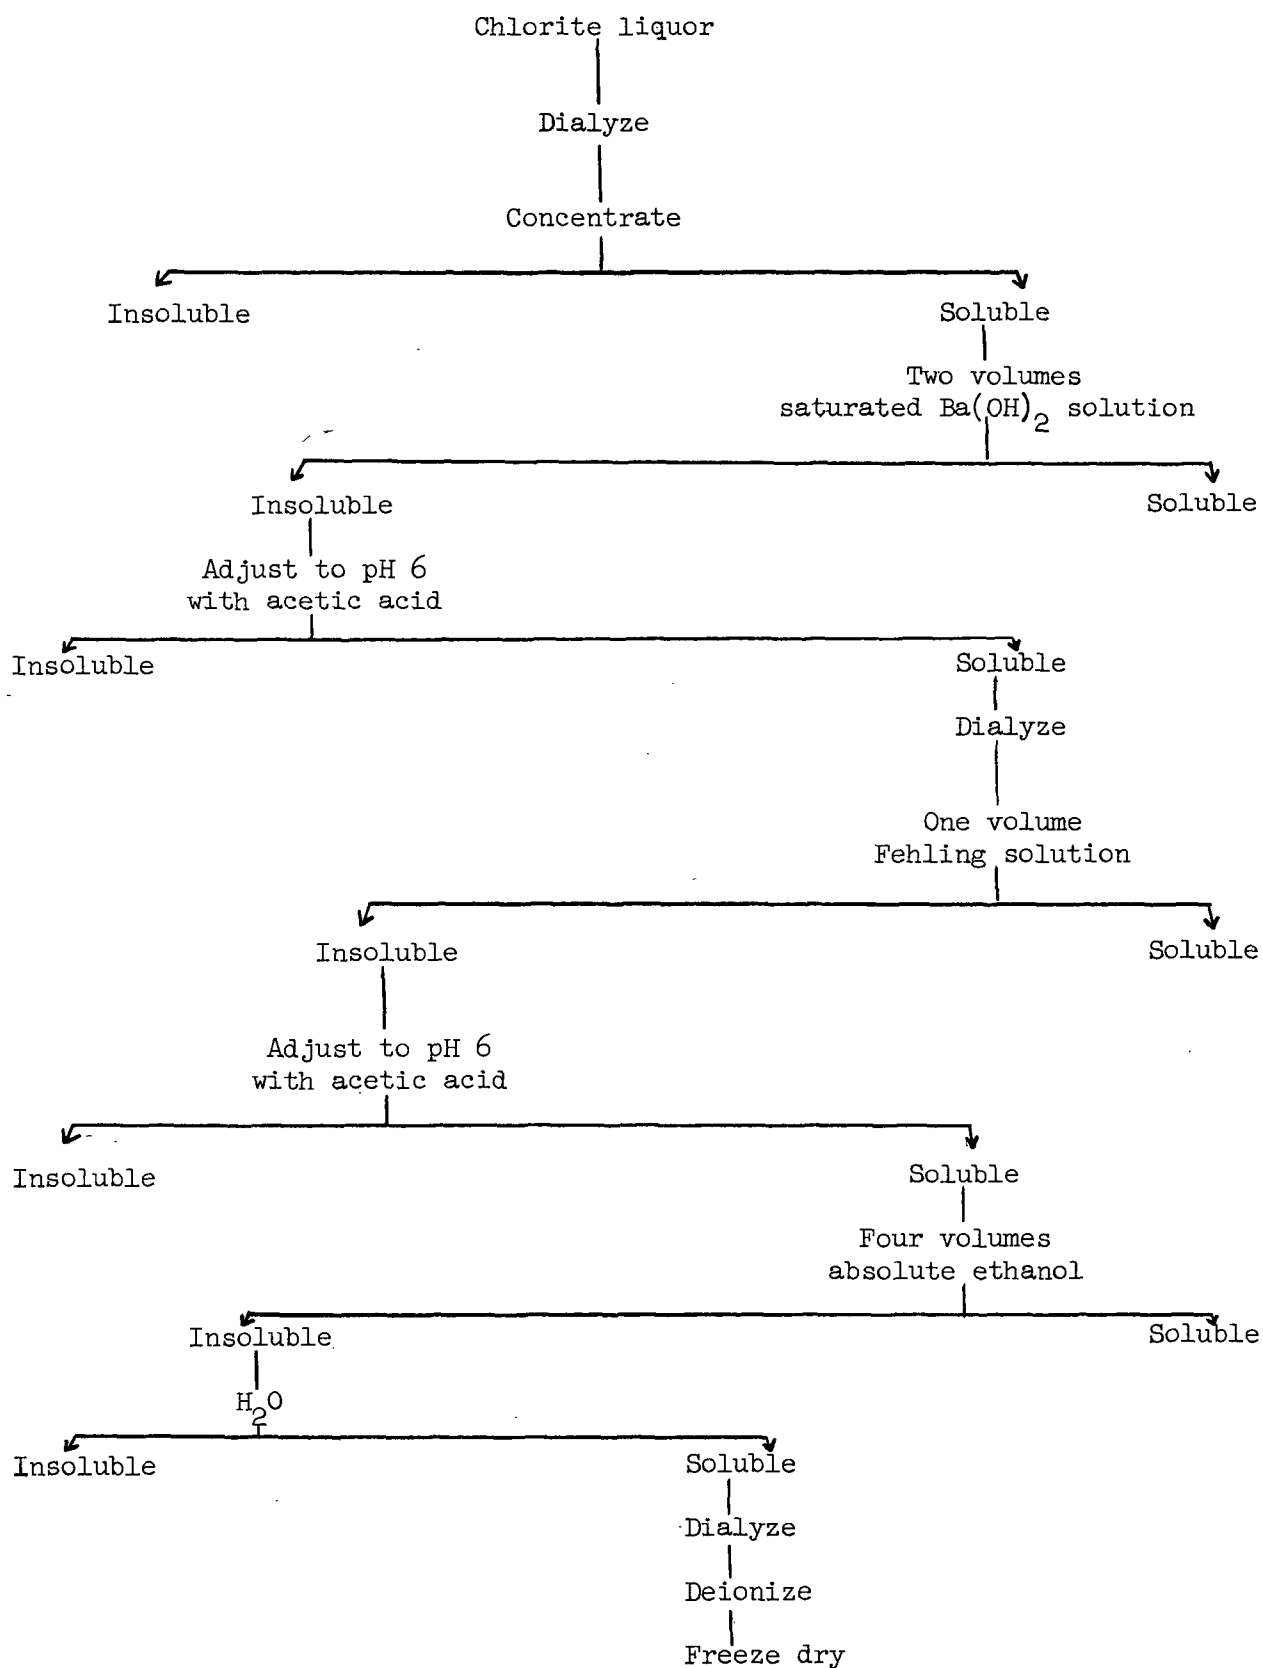 Chlorite liquor
Dialyze
Concentrate
Insoluble
Soluble
Two volumes
saturated Ba(OH)2 solution
Insoluble
Soluble
Adjust to pH 6
with acetic acid
Insoluble
Soluble
Dialyze
One volume
Fehling solution
Insoluble
Soluble
Adjust to pH 6
with acetic acid
Insoluble
Soluble
Four volumes
absolute ethanol
Insoluble
Soluble
H2O
Insoluble
Soluble
Dialyze
Deionize
Freeze dry